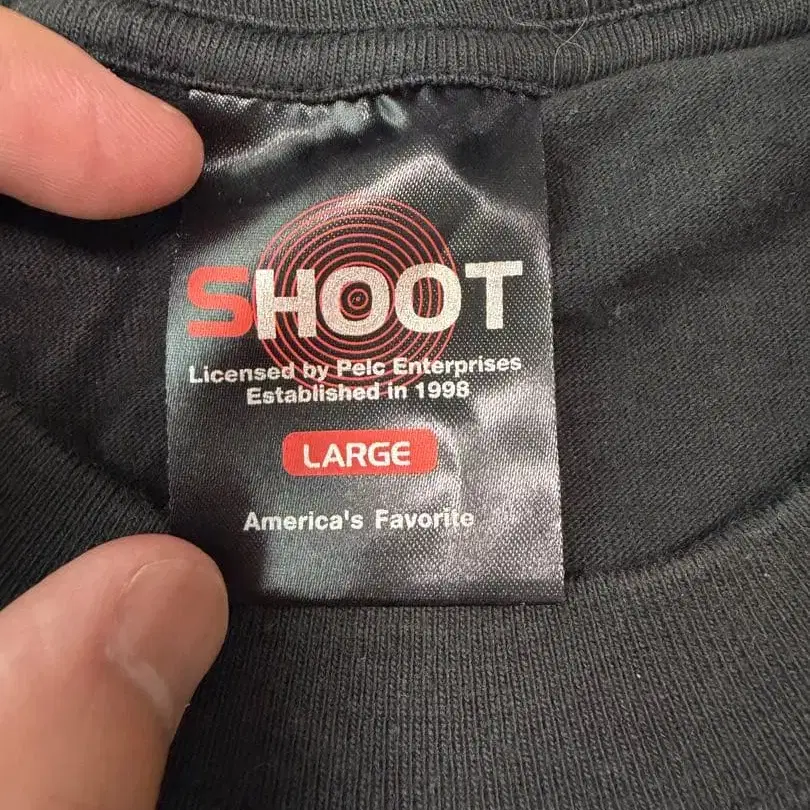 SHOOT
Licensed by Pelc Enterprises
Established in 1998
LARGE
America's Favorite